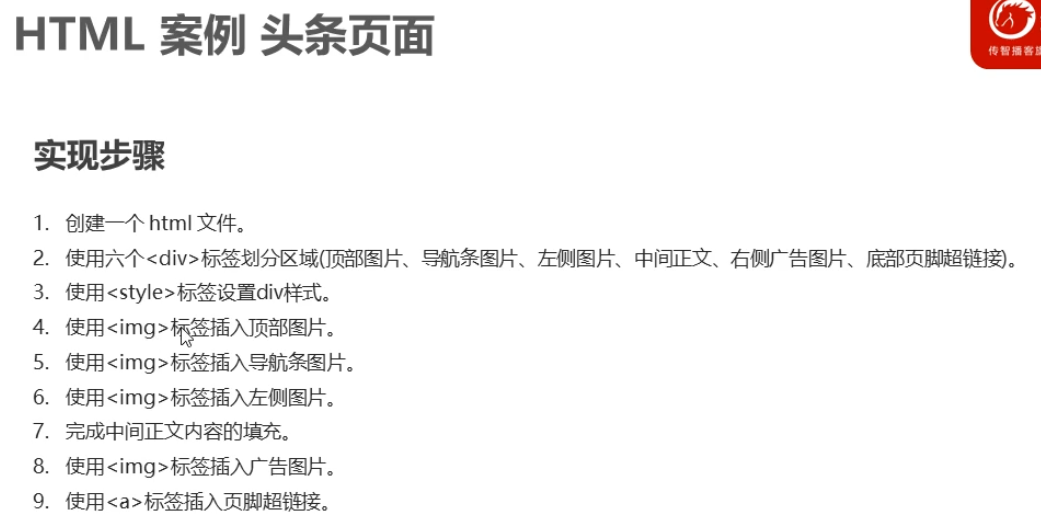 HTML 案例 头条页面
传智播客
实现步骤
1. 创建一个 html 文件。
2. 使用六个<div>标签划分区域(顶部图片、导航条图片、左侧图片、中间正文、右侧广告图片、底部页脚超链接)。
3. 使用<style>标签设置div样式。
4. 使用<img>标签插入顶部图片。
5. 使用<img>标签插入导航条图片。
6. 使用<img>标签插入左侧图片。
7. 完成中间正文内容的填充。
8. 使用<img>标签插入广告图片。
9. 使用<a>标签插入页脚超链接。